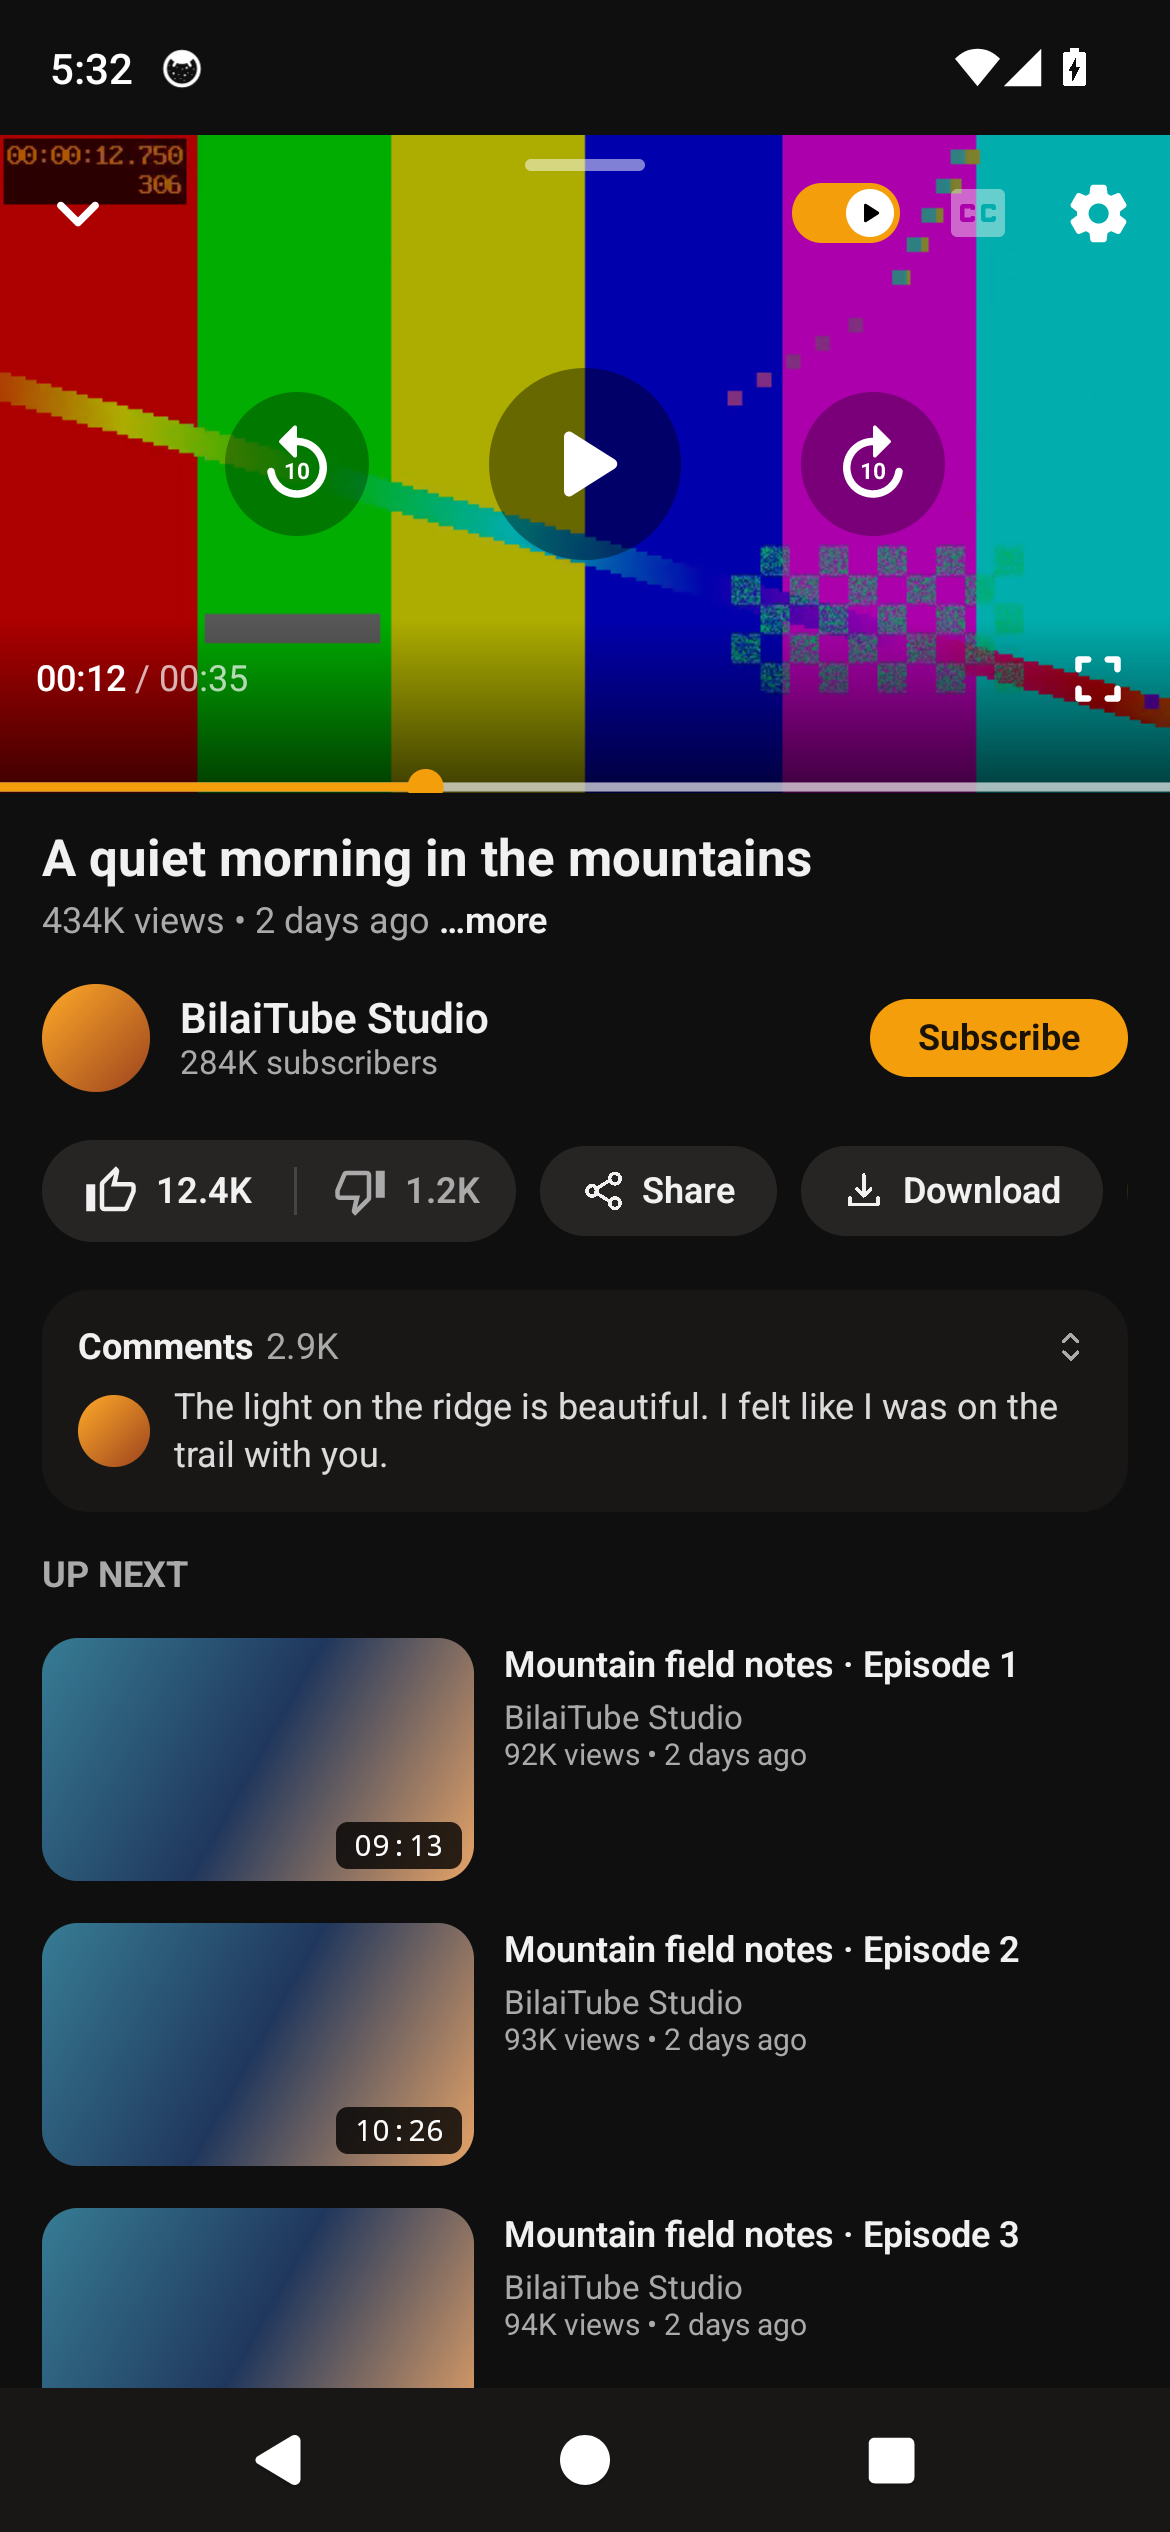 5:32
00:00:12.750
306
CC
10
10
00:12 / 00:35
A quiet morning in the mountains
434K views • 2 days ago ...more
BilaiTube Studio
284K subscribers
Subscribe
12.4K
1.2K
Share
Download
Comments 2.9K
The light on the ridge is beautiful. I felt like I was on the
trail with you.
UP NEXT
Mountain field notes · Episode 1
BilaiTube Studio
92K views • 2 days ago
09:13
Mountain field notes · Episode 2
BilaiTube Studio
93K views • 2 days ago
10:26
Mountain field notes · Episode 3
BilaiTube Studio
94K views • 2 days ago